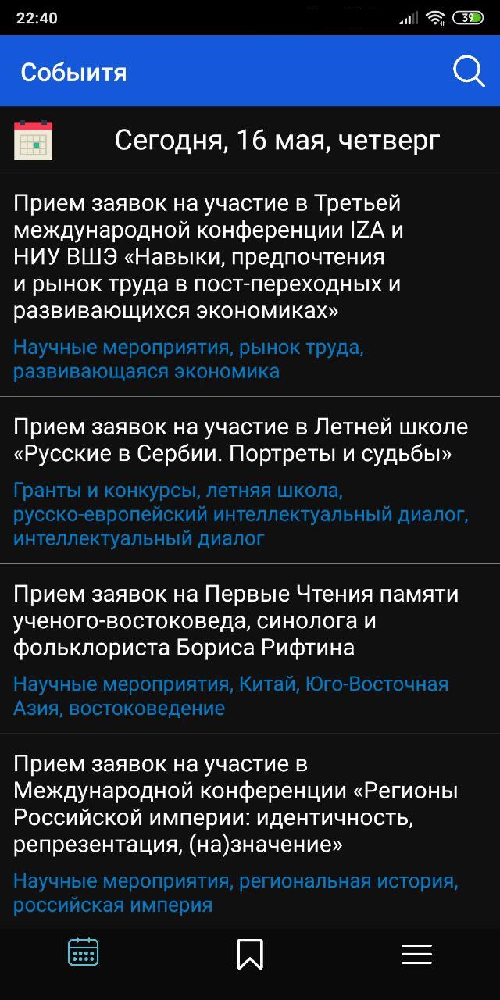 22:40
39
Собыитя
Сегодня, 16 мая, четверг
Прием заявок на участие в Третьей
международной конференции IZA и
НИУ ВШЭ «Навыки, предпочтения
и рынок труда в пост-переходных и
развивающихся экономиках»
Научные мероприятия, рынок труда,
развивающаяся экономика
Прием заявок на участие в Летней школе
«Русские в Сербии. Портреты и судьбы»
Гранты и конкурсы, летняя школа,
русско-европейский интеллектуальный диалог,
интеллектуальный диалог
Прием заявок на Первые Чтения памяти
ученого-востоковеда, синолога и
фольклориста Бориса Рифтина
Научные мероприятия, Китай, Юго-Восточная
Азия, востоковедение
Прием заявок на участие в
Международной конференции «Регионы
Российской империи: идентичность,
репрезентация, (на)значение»
Научные мероприятия, региональная история,
российская империя